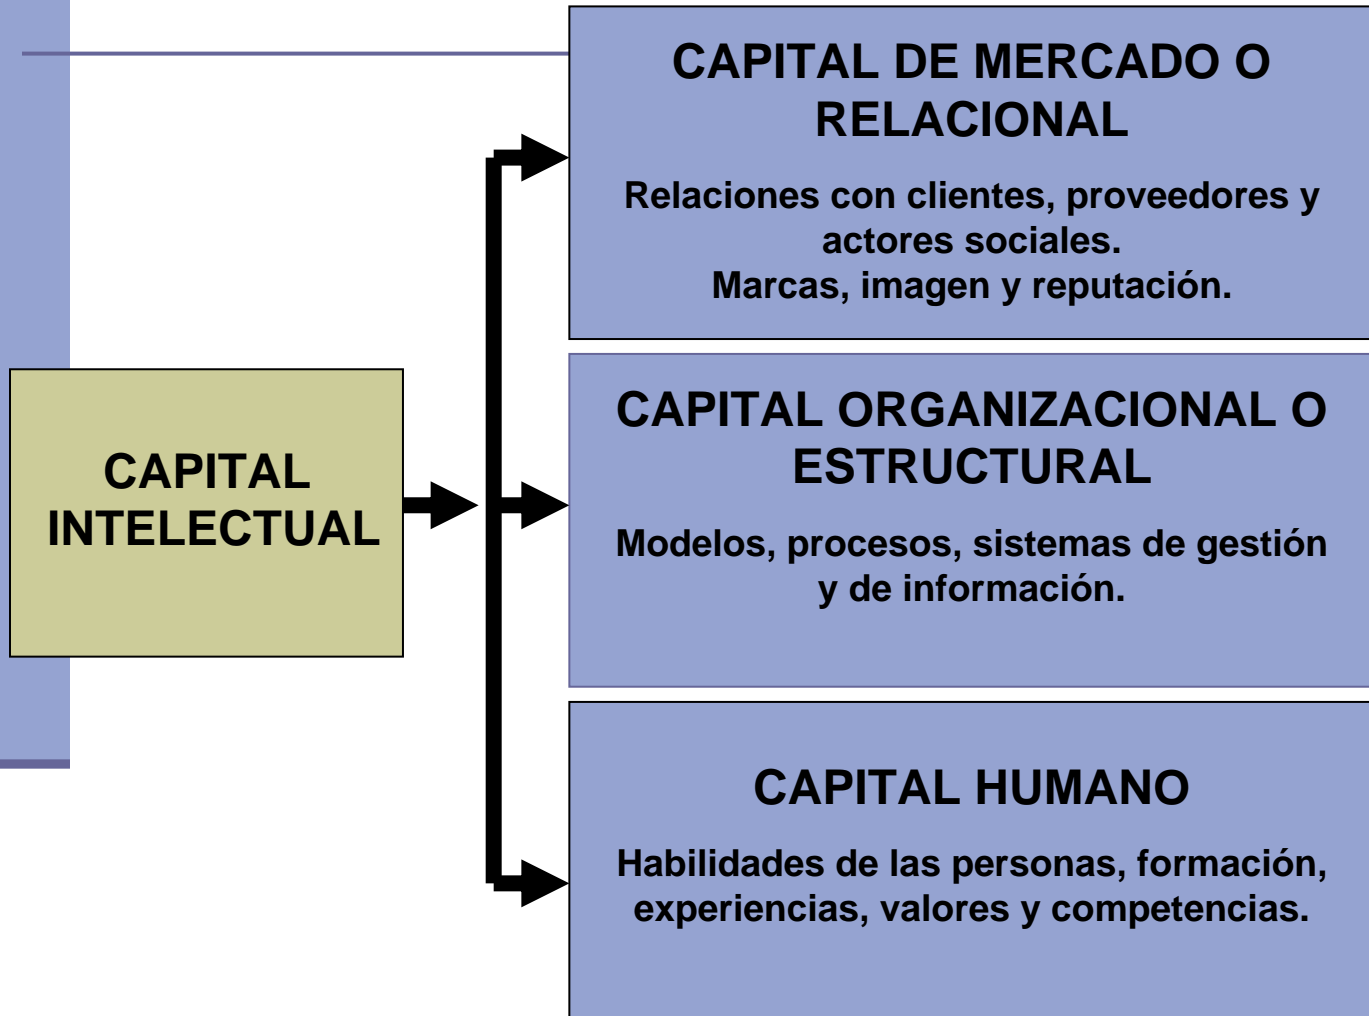 CAPITAL DE MERCADO O
RELACIONAL
Relaciones con clientes, proveedores y
actores sociales.
Marcas, imagen y reputación.
CAPITAL
INTELECTUAL
CAPITAL ORGANIZACIONAL O
ESTRUCTURAL
Modelos, procesos, sistemas de gestión
y de información.
CAPITAL HUMANO
Habilidades de las personas, formación,
experiencias, valores y competencias.